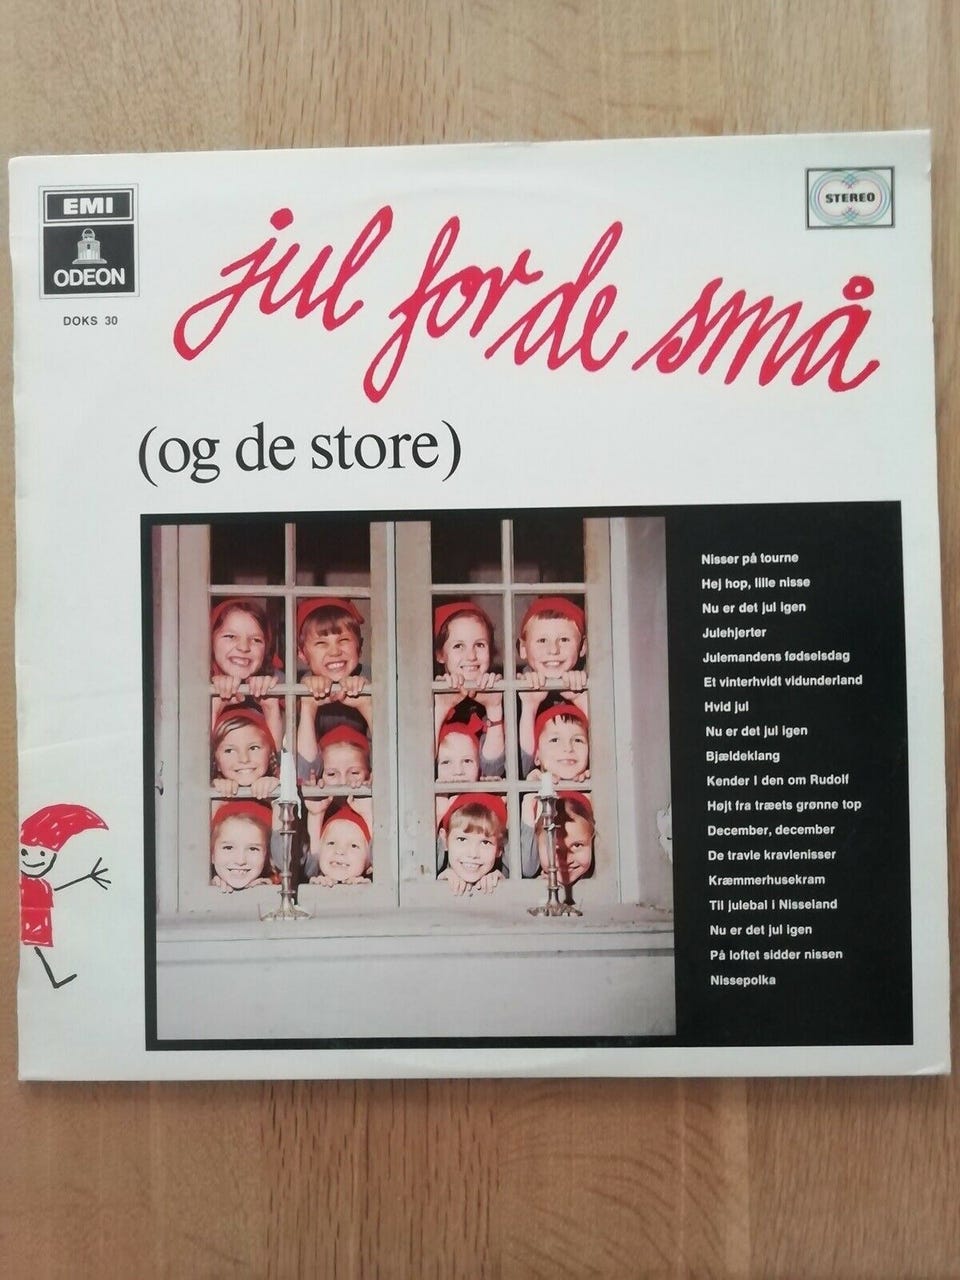 EMI
ODEON
DOKS 30
STEREO
jul for de små
(og de store)
Nisser på tourne
Hej hop, lille nisse
Nu er det jul igen
Julehjerter
Julemandens fødselsdag
Et vinterhvidt vidunderland
Hvid jul
Nu er det jul igen
Bjældeklang
Kender I den om Rudolf
Højt fra træets grønne top
December, december
De travle kravlenisser
Kræmmerhusekram
Til julebal i Nisseland
Nu er det jul igen
På loftet sidder nissen
Nissepolka